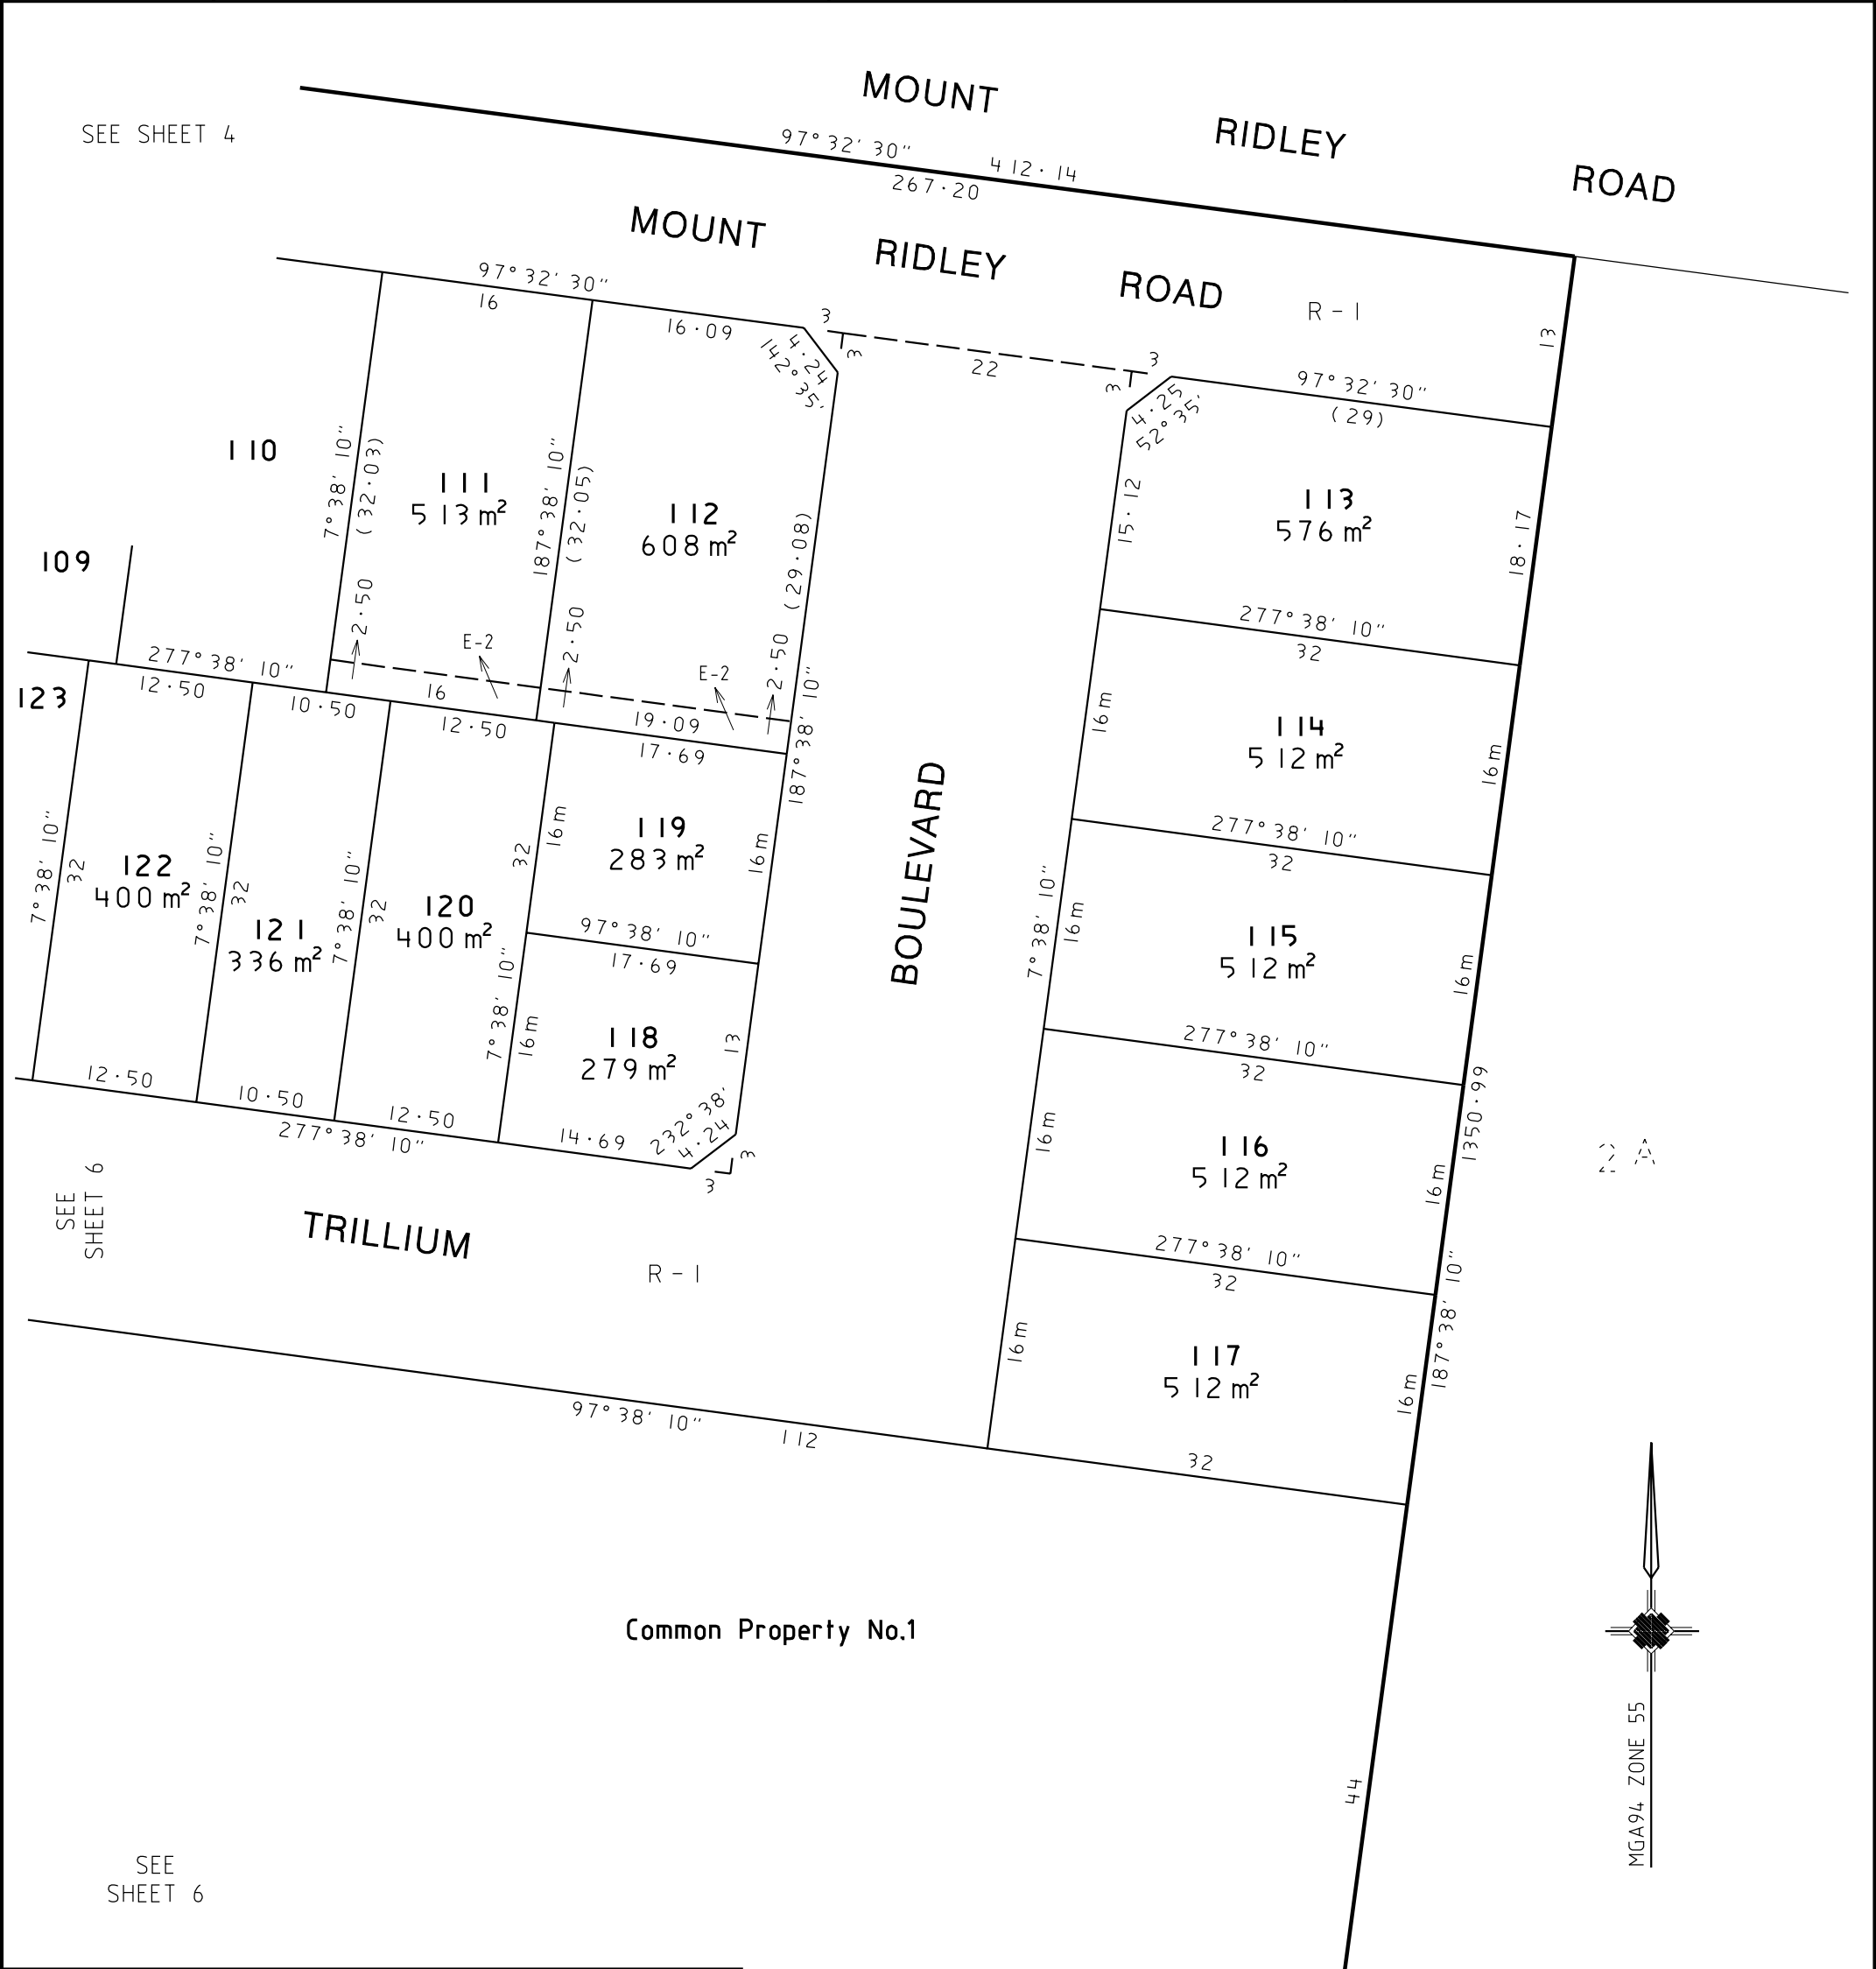 MOUNT RIDLEY ROAD
SEE SHEET 4
97° 32' 30" 412·14
267·20
MOUNT RIDLEY ROAD
R - 1
13
97° 32' 30"
16
16·09
3
3
4·24
142° 35'
22
3
3
4·25
52° 35'
97° 32' 30"
(29)
110
7° 38' 10"
(32·03)
111
513 m²
187° 38' 10"
(32·05)
112
608 m²
(29·08)
15·12
113
576 m²
18·17
109
2·50
E-2
2·50
E-2
2·50
187° 38' 10"
277° 38' 10"
32
277° 38' 10"
123
12·50
10·50
16
12·50
19·09
17·69
16m
114
512 m²
16m
277° 38' 10"
32
7° 38' 10"
32
122
400 m²
7° 38' 10"
32
121
336 m²
7° 38' 10"
32
120
400 m²
32
16m
119
283 m²
16m
BOULEVARD
97° 38' 10"
17·69
7° 38' 10"
16m
115
512 m²
16m
277° 38' 10"
32
7° 38' 10"
16m
118
279 m²
13
232° 38'
4·24
3
3
12·50
10·50
12·50
14·69
277° 38' 10"
16m
116
512 m²
16m
1350·99
2 A
277° 38' 10"
32
SEE
SHEET 6
TRILLIUM
R - 1
187° 38' 10"
16m
117
512 m²
16m
97° 38' 10"
112
32
Common Property No.1
44
MGA94 ZONE 55
SEE
SHEET 6